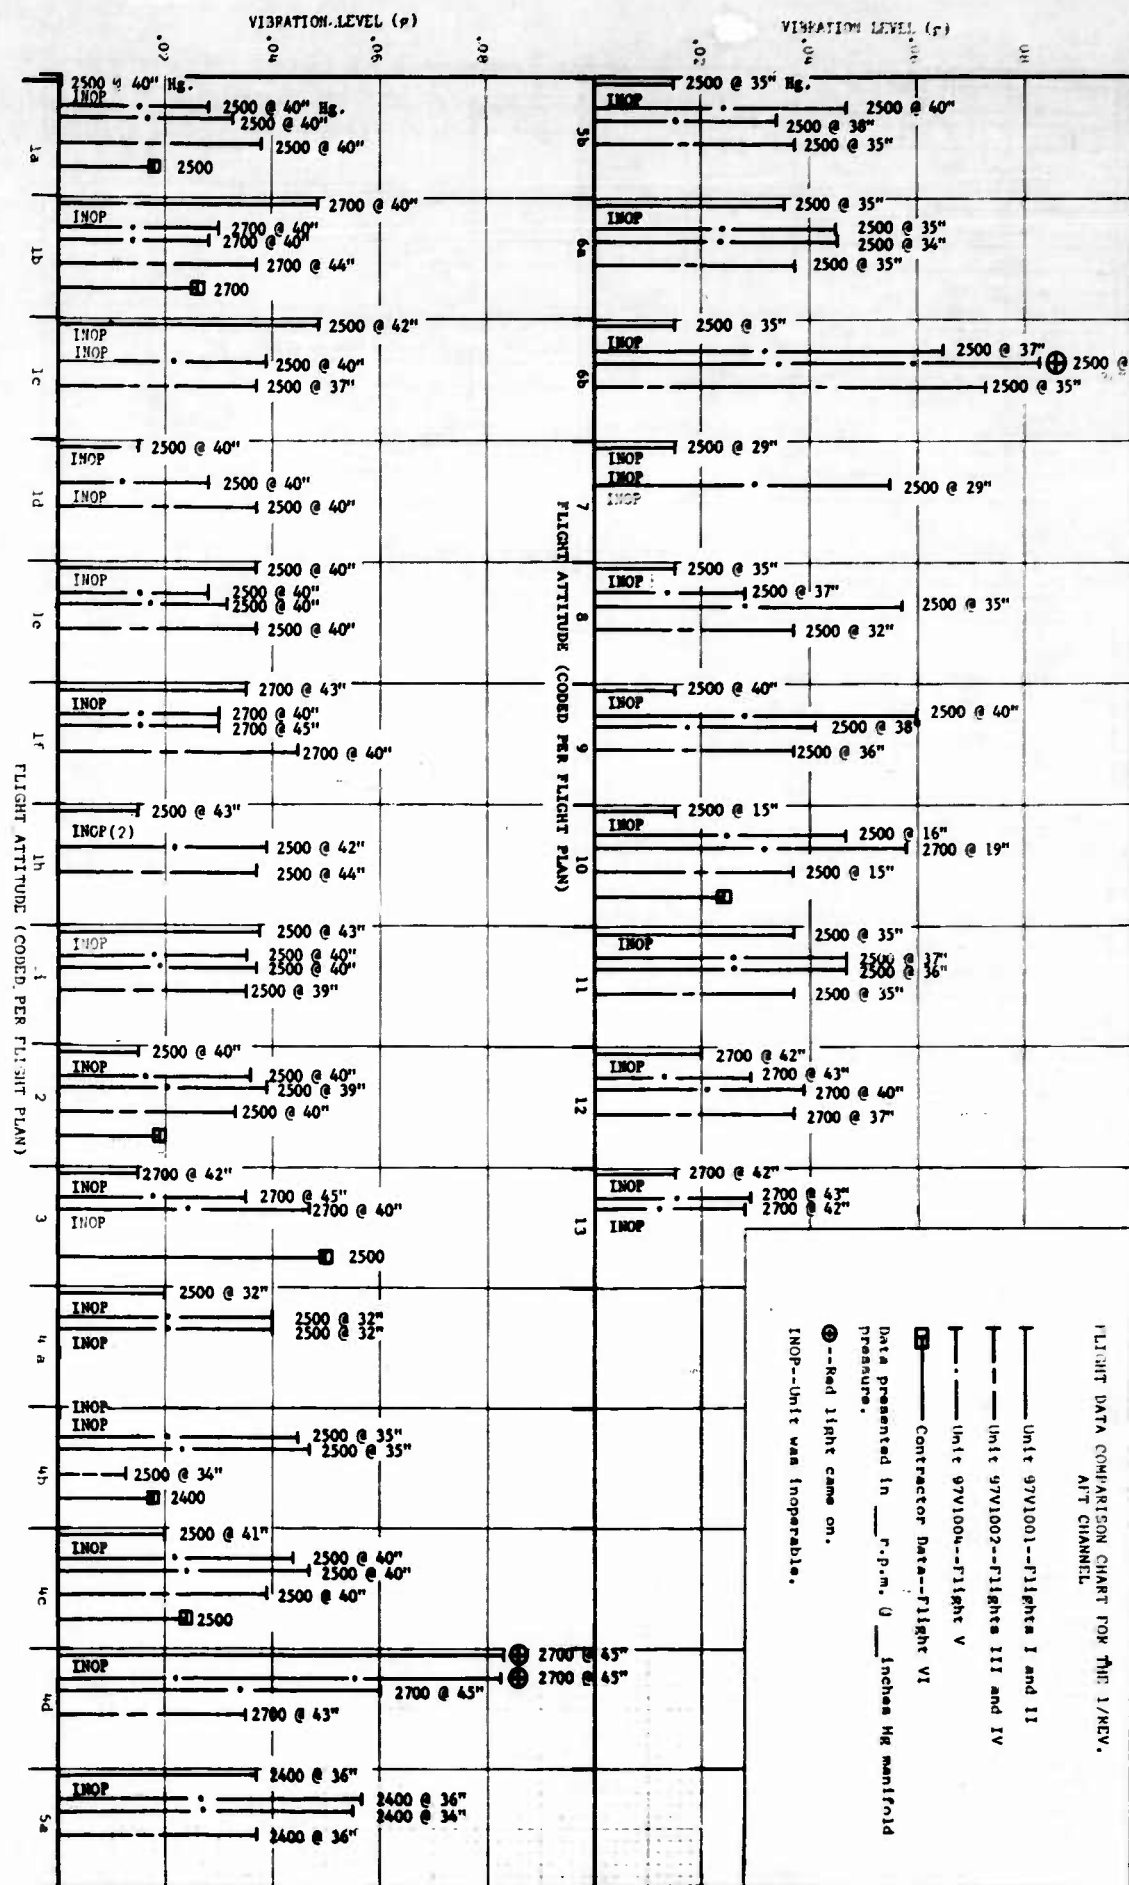 VIBRATION LEVEL (g)
.02
.04
.06
.08
2500 @ 40" Hg.
INOP
2500 @ 40" Hg.
2500 @ 40"
2500 @ 40"
2500
1a
2700 @ 40"
INOP
2700 @ 40"
2700 @ 40"
2700 @ 44"
2700
1b
2500 @ 42"
INOP
INOP
2500 @ 40"
2500 @ 37"
1c
2500 @ 40"
INOP
2500 @ 40"
INOP
2500 @ 40"
1d
2500 @ 40"
INOP
2500 @ 40"
2500 @ 40"
2500 @ 40"
1e
2700 @ 43"
INOP
2700 @ 40"
2700 @ 45"
2700 @ 40"
1f
2500 @ 43"
INOP(2)
2500 @ 42"
2500 @ 44"
1h
2500 @ 43"
INOP
2500 @ 40"
2500 @ 40"
2500 @ 39"
2500 @ 40"
INOP
2500 @ 40"
2500 @ 39"
2500 @ 40"
2
2700 @ 42"
INOP
2700 @ 45"
2700 @ 40"
INOP
2500
3
2500 @ 32"
INOP
2500 @ 32"
2500 @ 32"
INOP
4a
INOP
INOP
2500 @ 35"
2500 @ 35"
2500 @ 34"
2400
4b
2500 @ 41"
INOP
2500 @ 40"
2500 @ 40"
2500 @ 40"
2500
4c
2700 @ 45"
INOP
2700 @ 45"
2700 @ 45"
2700 @ 43"
4d
2400 @ 36"
INOP
2400 @ 36"
2400 @ 34"
2400 @ 36"
5a
FLIGHT ATTITUDE (CODED PER FLIGHT PLAN)
VIBRATION LEVEL (g)
.02
.04
2500 @ 35" Hg.
INOP
2500 @ 40"
2500 @ 38"
2500 @ 35"
5b
2500 @ 35"
INOP
2500 @ 35"
2500 @ 34"
2500 @ 35"
6a
2500 @ 35"
INOP
2500 @ 37"
2500 @
2500 @ 35"
6b
2500 @ 29"
INOP
INOP
2500 @ 29"
INOP
7
2500 @ 35"
INOP
2500 @ 37"
2500 @ 35"
2500 @ 32"
8
2500 @ 40"
INOP
2500 @ 40"
2500 @ 38"
2500 @ 36"
9
2500 @ 15"
INOP
2500 @ 16"
2700 @ 19"
2500 @ 15"
10
2500 @ 35"
INOP
2500 @ 37"
2500 @ 36"
2500 @ 35"
11
2700 @ 42"
INOP
2700 @ 43"
2700 @ 40"
2700 @ 37"
12
2700 @ 42"
INOP
2700 @ 43"
2700 @ 42"
INOP
13
FLIGHT ATTITUDE (CODED PER FLIGHT PLAN)
FLIGHT DATA COMPARISON CHART FOR THE 1/REV.
AFT CHANNEL
Unit 97V1001--Flights I and II
Unit 97V1002--Flights III and IV
Unit 97V1004--Flight V
Contractor Data--Flight VI
Data presented in ___ r.p.m. @ ___ inches Hg manifold
pressure.
⊕--Red light came on.
INOP--Unit was inoperable.